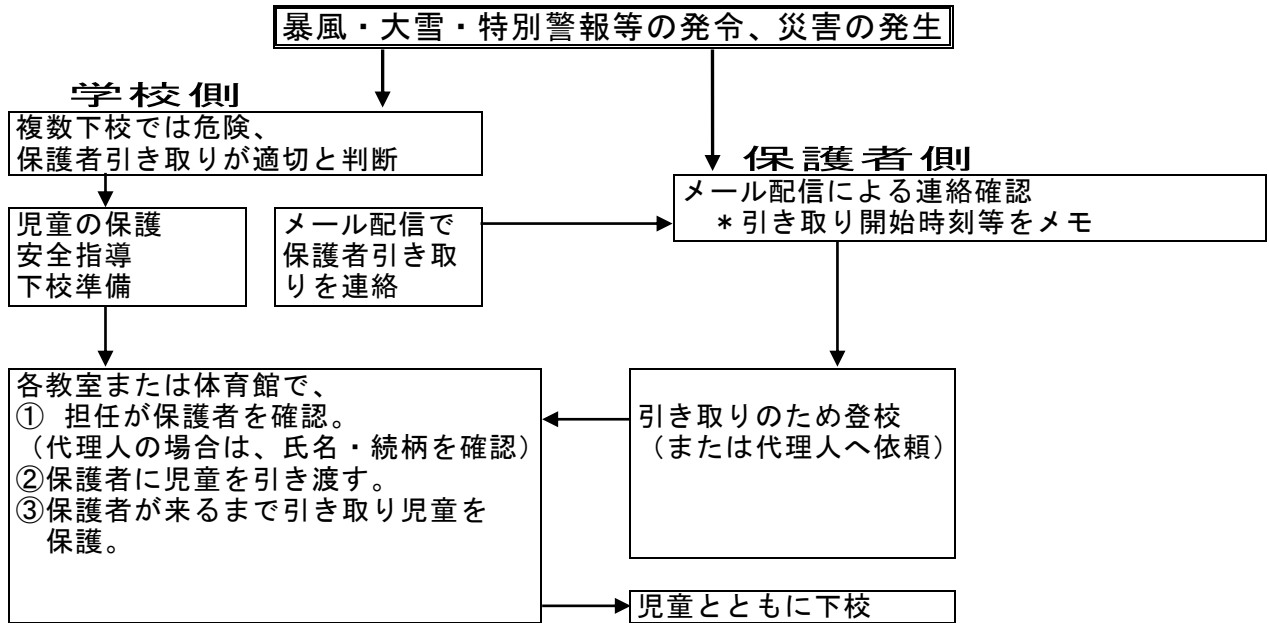 暴風・大雪・特別警報等の発令、災害の発生
学校側
複数下校では危険、
保護者引き取りが適切と判断
保護者側
メール配信による連絡確認
＊引き取り開始時刻等をメモ
児童の保護
安全指導
下校準備
メール配信で
保護者引き取
りを連絡
各教室または体育館で、
① 担任が保護者を確認。
（代理人の場合は、氏名・続柄を確認）
②保護者に児童を引き渡す。
③保護者が来るまで引き取り児童を
保護。
引き取りのため登校
（または代理人へ依頼）
児童とともに下校